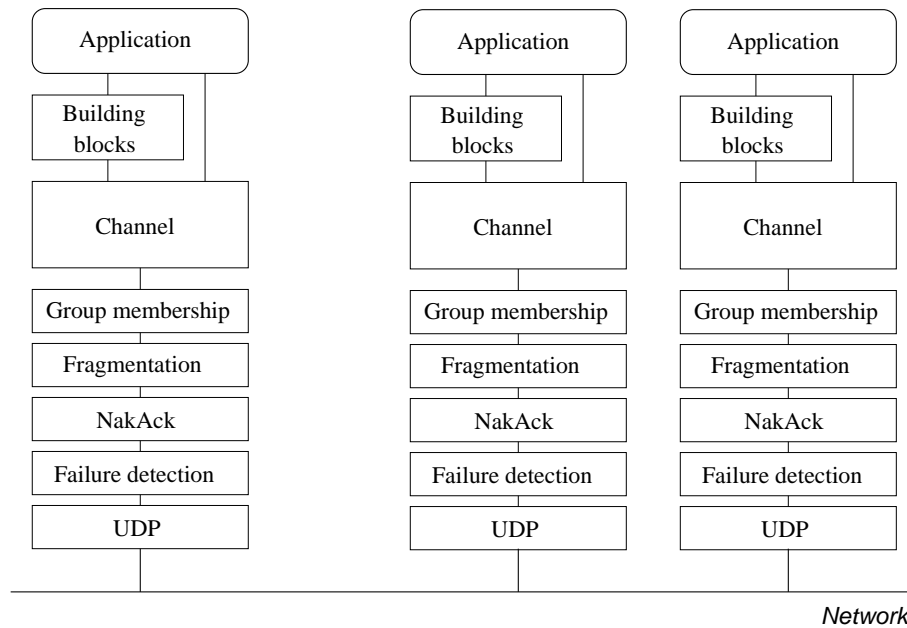 Application
Building
blocks
Channel
Group membership
Fragmentation
NakAck
Failure detection
UDP
Application
Building
blocks
Channel
Group membership
Fragmentation
NakAck
Failure detection
UDP
Application
Building
blocks
Channel
Group membership
Fragmentation
NakAck
Failure detection
UDP
Network